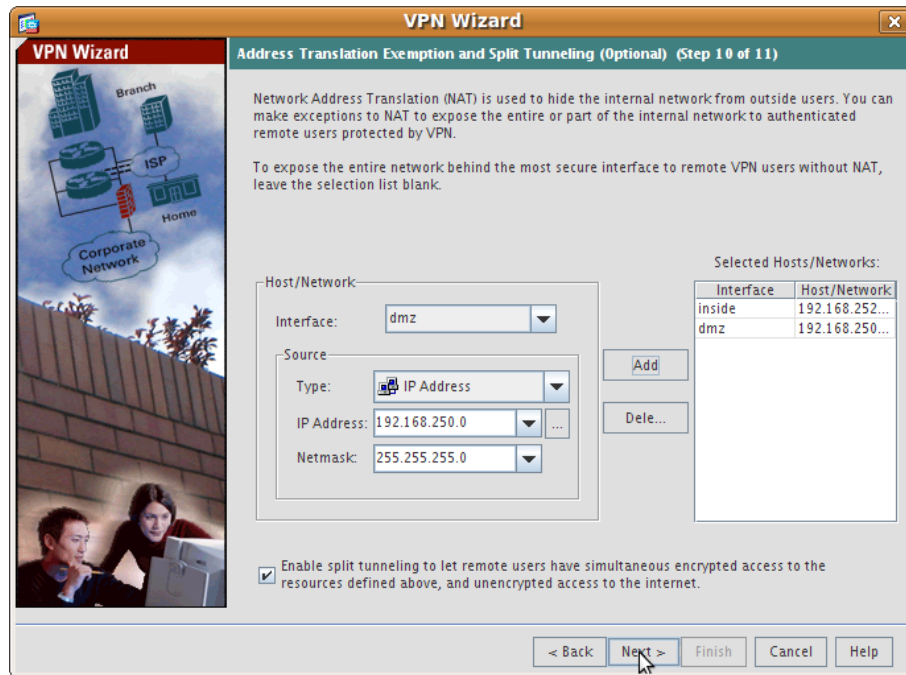 VPN Wizard
VPN Wizard
Address Translation Exemption and Split Tunneling (Optional) (Step 10 of 11)
Branch
ISP
Home
Corporate
Network
Network Address Translation (NAT) is used to hide the internal network from outside users. You can
make exceptions to NAT to expose the entire or part of the internal network to authenticated
remote users protected by VPN.
To expose the entire network behind the most secure interface to remote VPN users without NAT,
leave the selection list blank.
Host/Network
Interface: dmz
Source
Type: IP Address
IP Address: 192.168.250.0 ...
Netmask: 255.255.255.0
Add
Dele...
Selected Hosts/Networks:
Interface Host/Network
inside 192.168.252...
dmz 192.168.250...
Enable split tunneling to let remote users have simultaneous encrypted access to the
resources defined above, and unencrypted access to the internet.
< Back Next > Finish Cancel Help